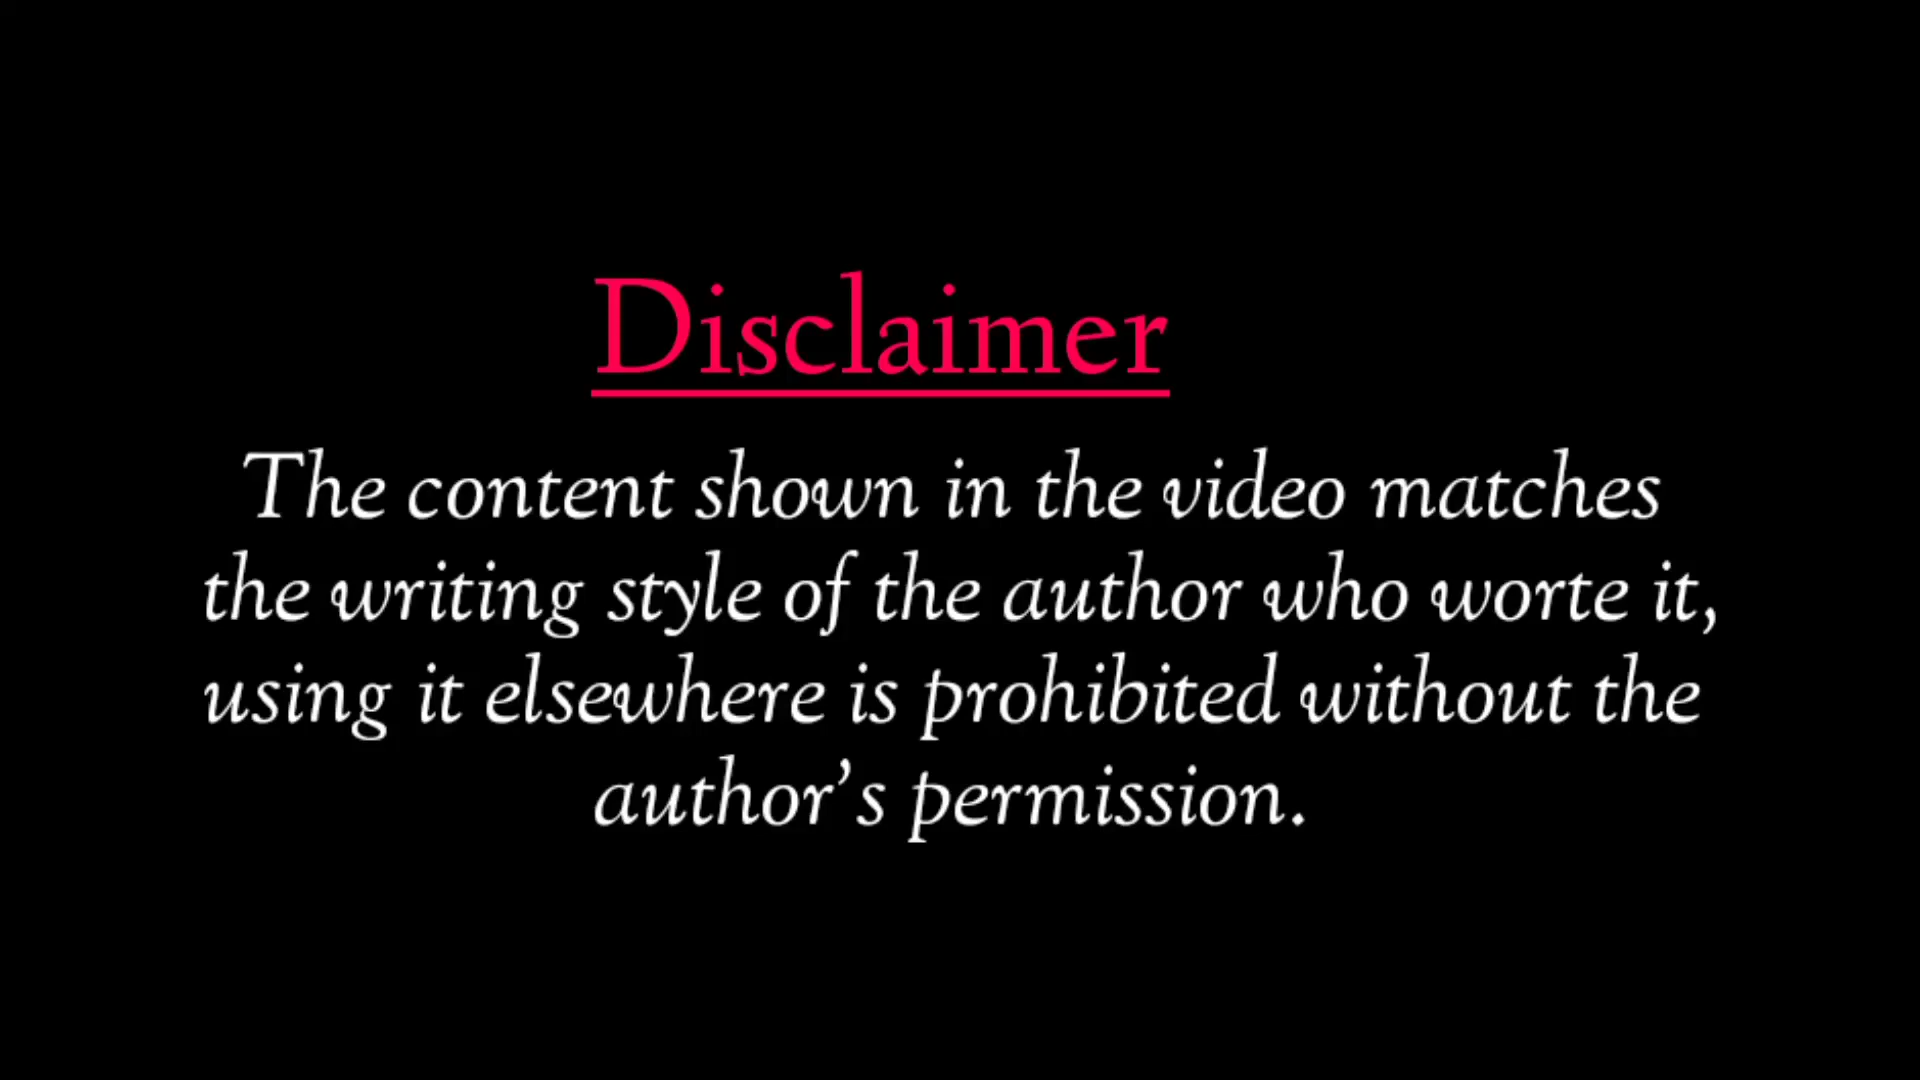 Disclaimer
The content shown in the video matches
the writing style of the author who worte it,
using it elsewhere is prohibited without the
author's permission.